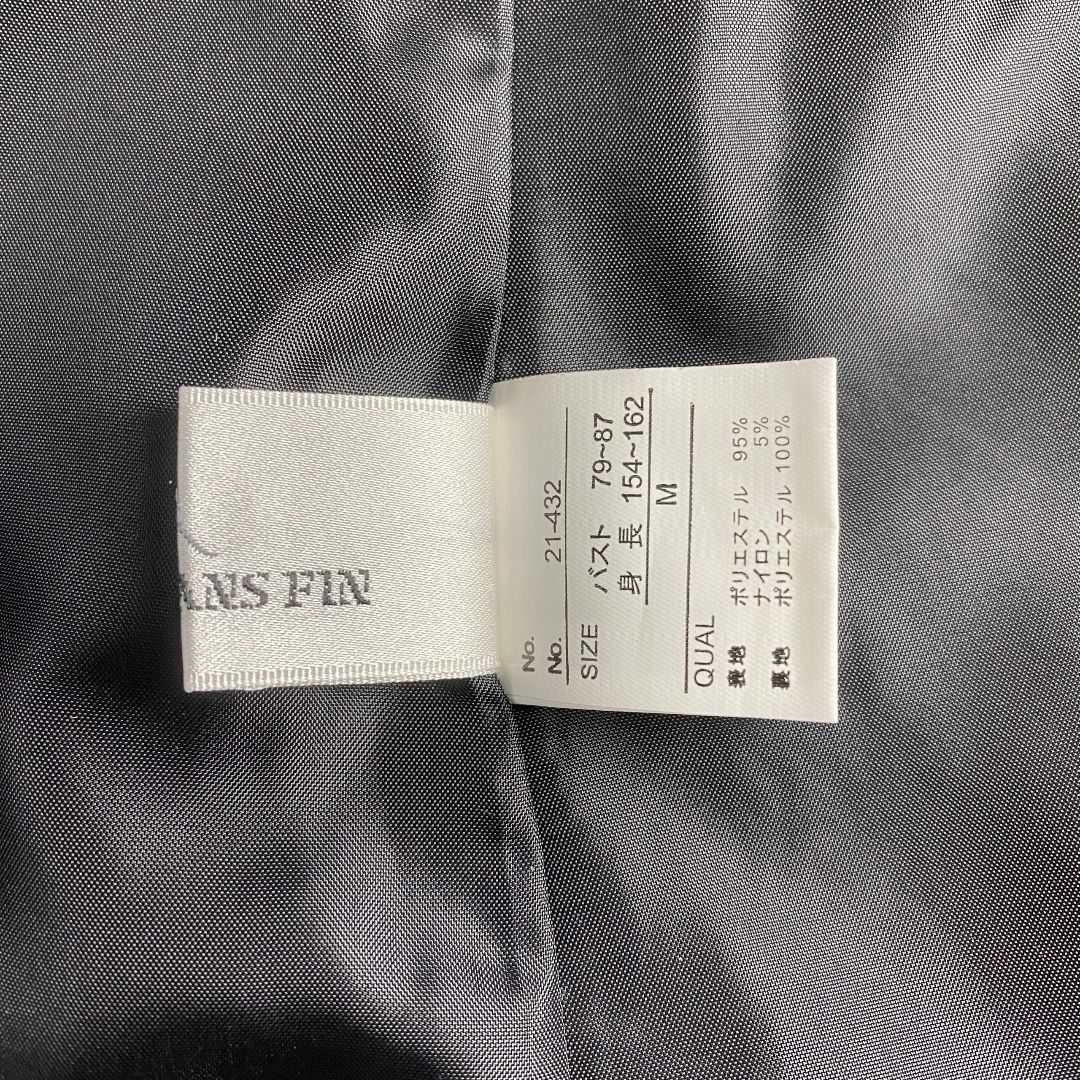 ANS FIN
No.
No. 21-432
SIZE バスト 79~87
身長 154~162
M
QUAL
表地 ポリエステル 95%
ナイロン 5%
裏地 ポリエステル 100%